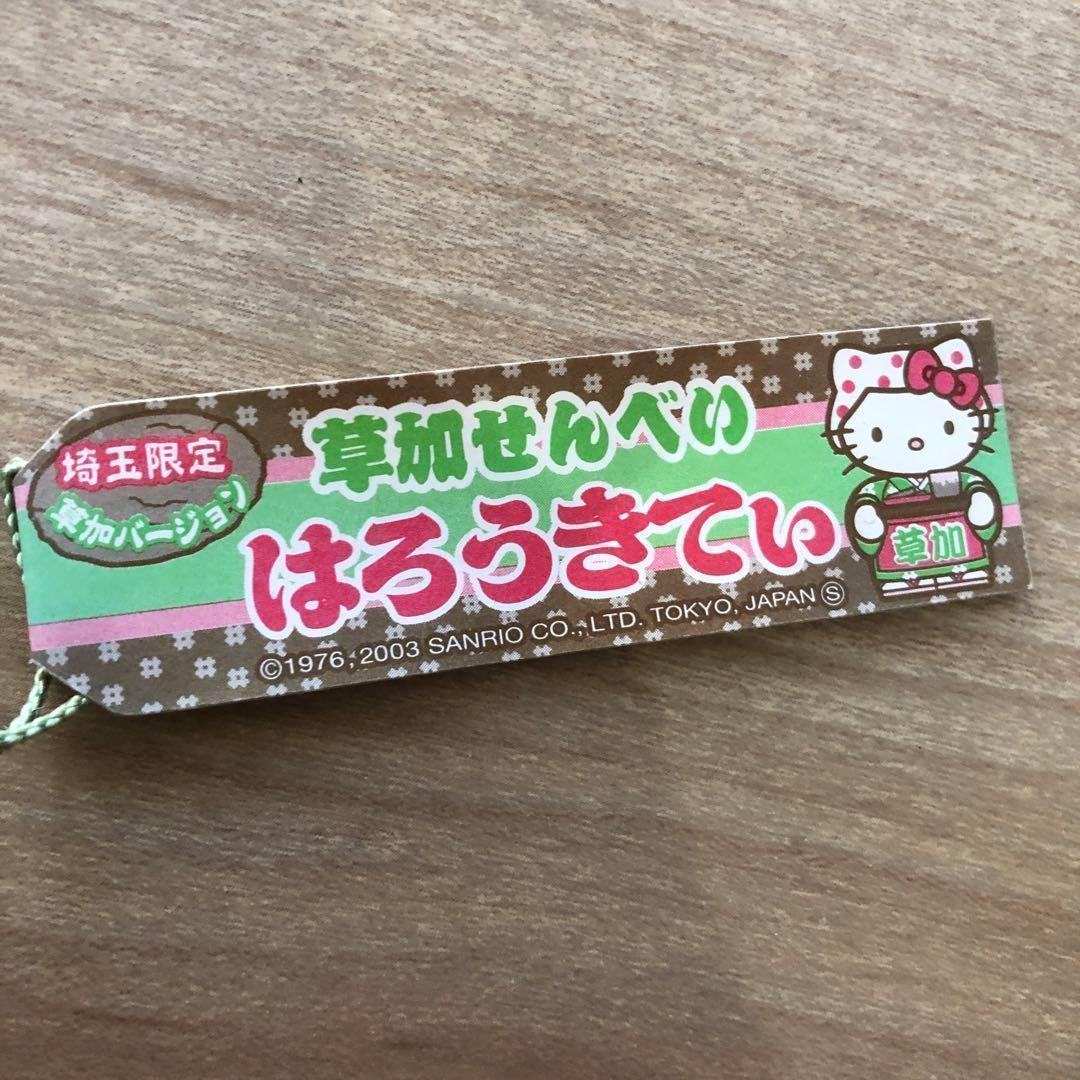 埼玉限定
草加バージョン
草加せんべい
はろうきてぃ
©1976, 2003 SANRIO CO., LTD. TOKYO, JAPAN Ⓢ
草加